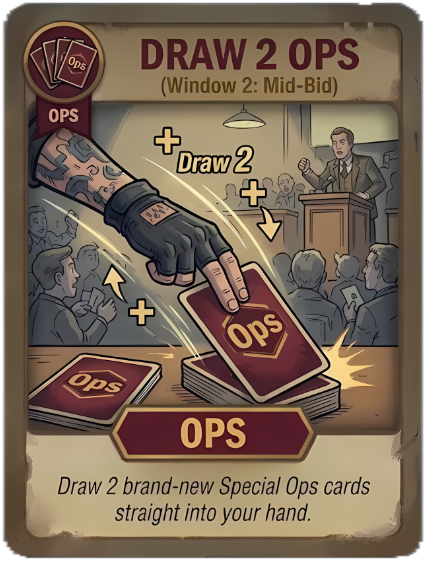 DRAW 2 OPS
(Window 2: Mid-Bid)
Ops
OPS
Draw 2
Ops
Ops
OPS
Draw 2 brand-new Special Ops cards
straight into your hand.